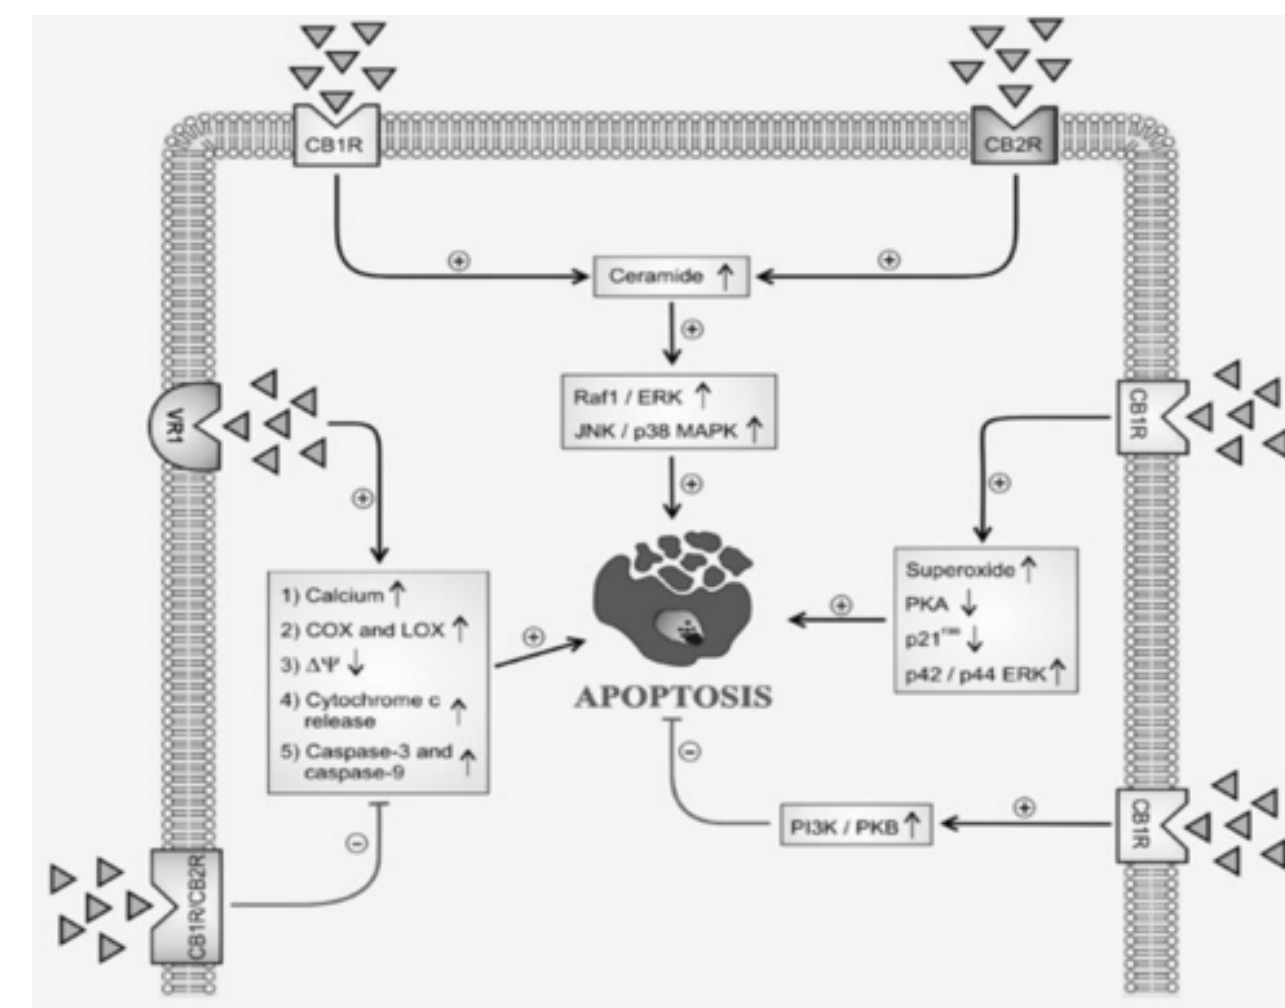 CB1R
CB2R
Ceramide ↑
Raf1 / ERK ↑
JNK / p38 MAPK ↑
VR1
CB1R
1) Calcium ↑
2) COX and LOX ↑
3) ΔΨ ↓
4) Cytochrome c
release ↑
5) Caspase-3 and
caspase-9 ↑
Superoxide ↑
PKA ↓
p21ras ↓
p42 / p44 ERK ↑
APOPTOSIS
PI3K / PKB ↑
CB1R
CB1R/CB2R